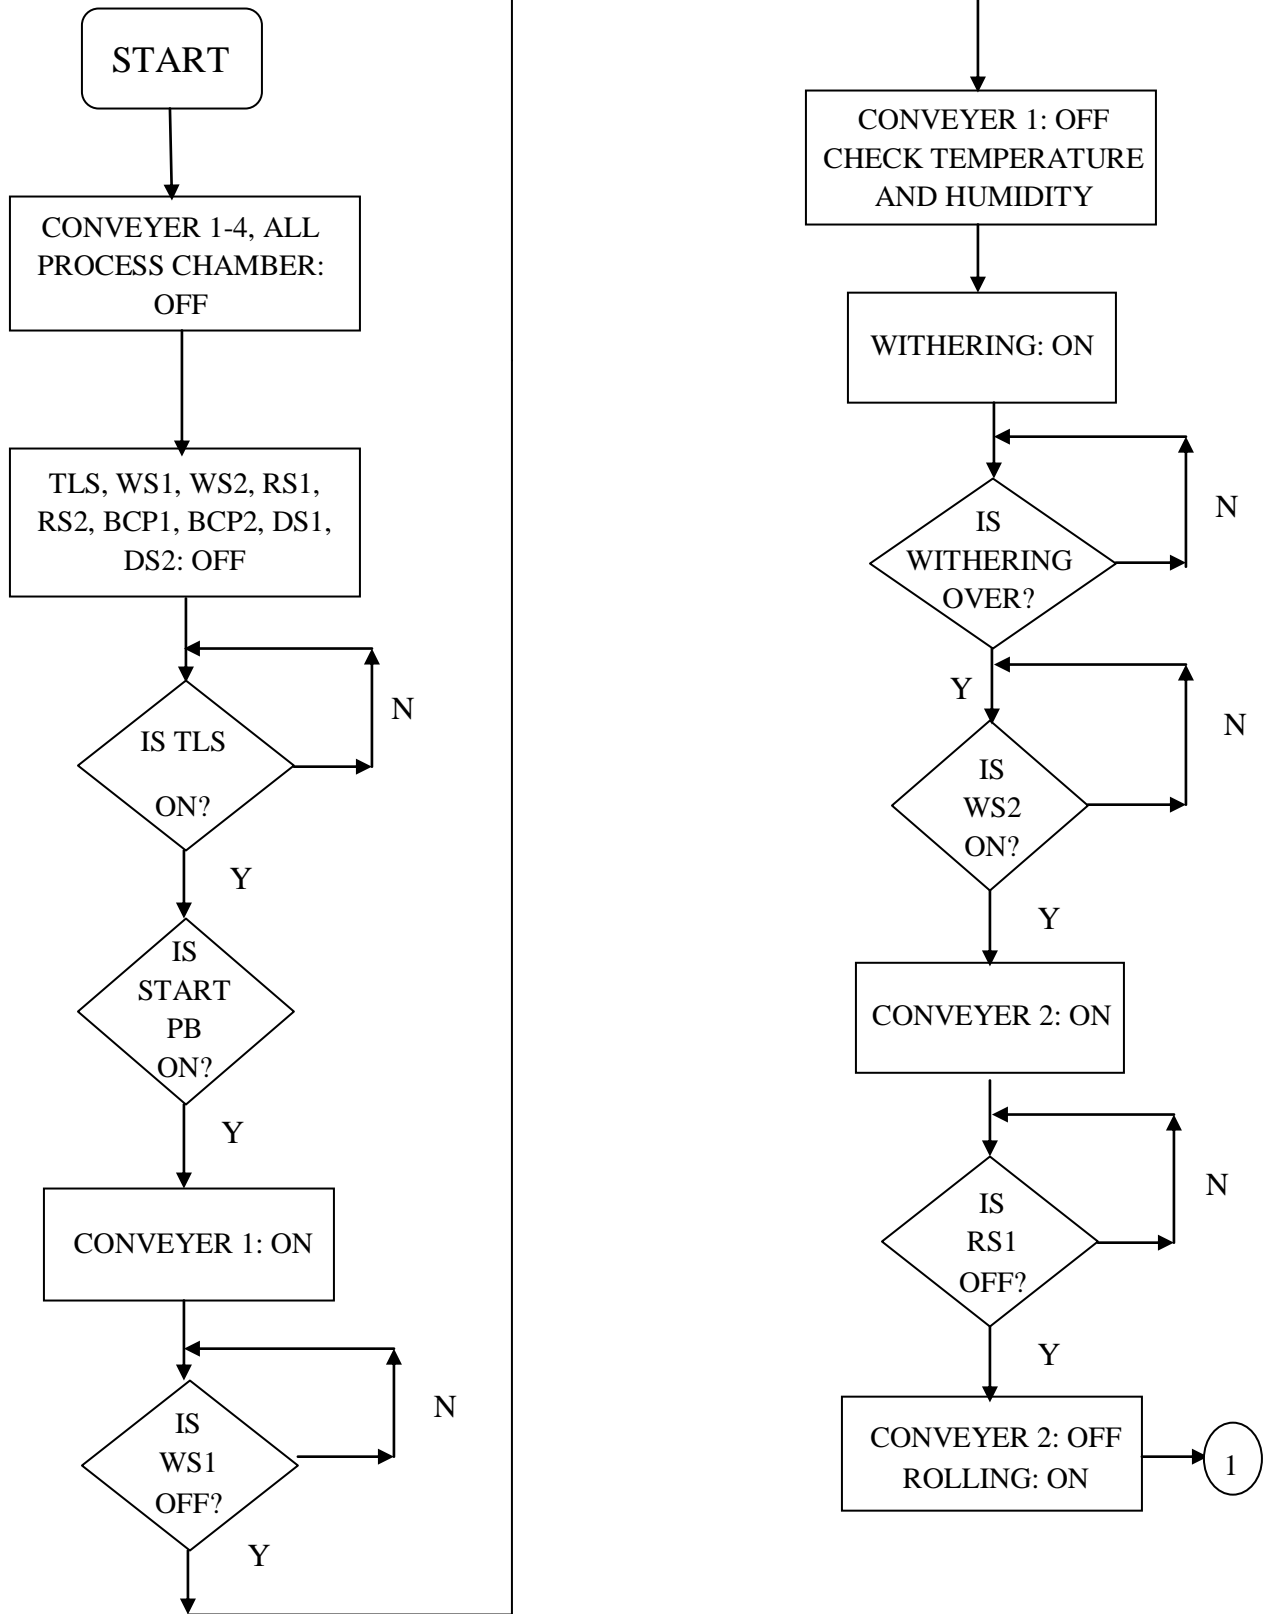 START
CONVEYER 1-4, ALL
PROCESS CHAMBER:
OFF
TLS, WS1, WS2, RS1,
RS2, BCP1, BCP2, DS1,
DS2: OFF
N
IS TLS
ON?
Y
IS
START
PB
ON?
Y
CONVEYER 1: ON
N
IS
WS1
OFF?
Y
CONVEYER 1: OFF
CHECK TEMPERATURE
AND HUMIDITY
WITHERING: ON
N
IS
WITHERING
OVER?
Y
N
IS
WS2
ON?
Y
CONVEYER 2: ON
N
IS
RS1
OFF?
Y
CONVEYER 2: OFF
ROLLING: ON
1